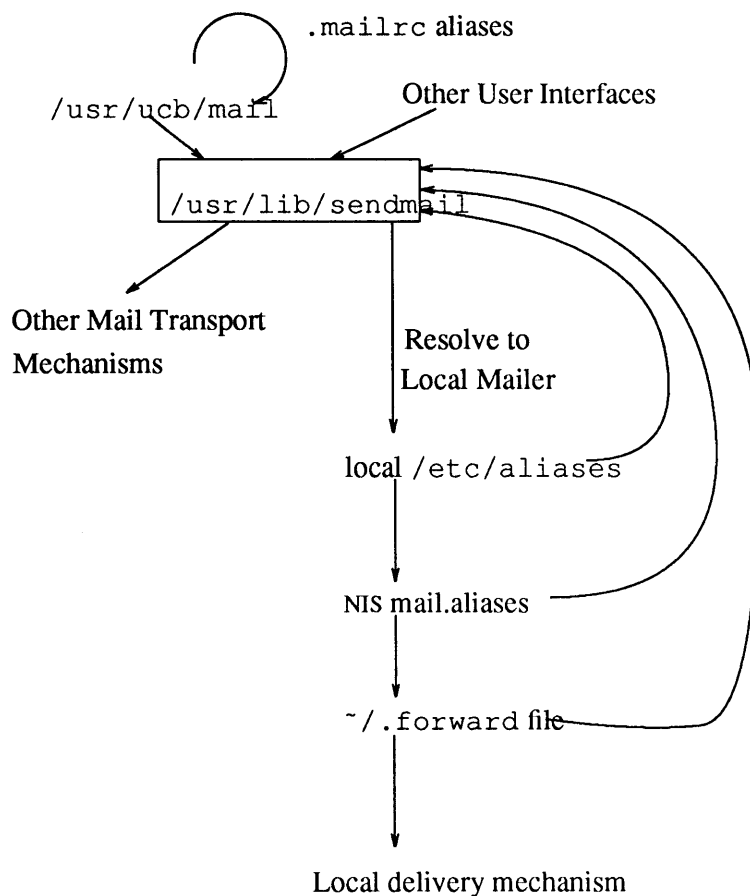 .mailrc aliases
Other User Interfaces
/usr/ucb/mail
/usr/lib/sendmail
Other Mail Transport
Mechanisms
Resolve to
Local Mailer
local /etc/aliases
NIS mail.aliases
~/.forward file
Local delivery mechanism